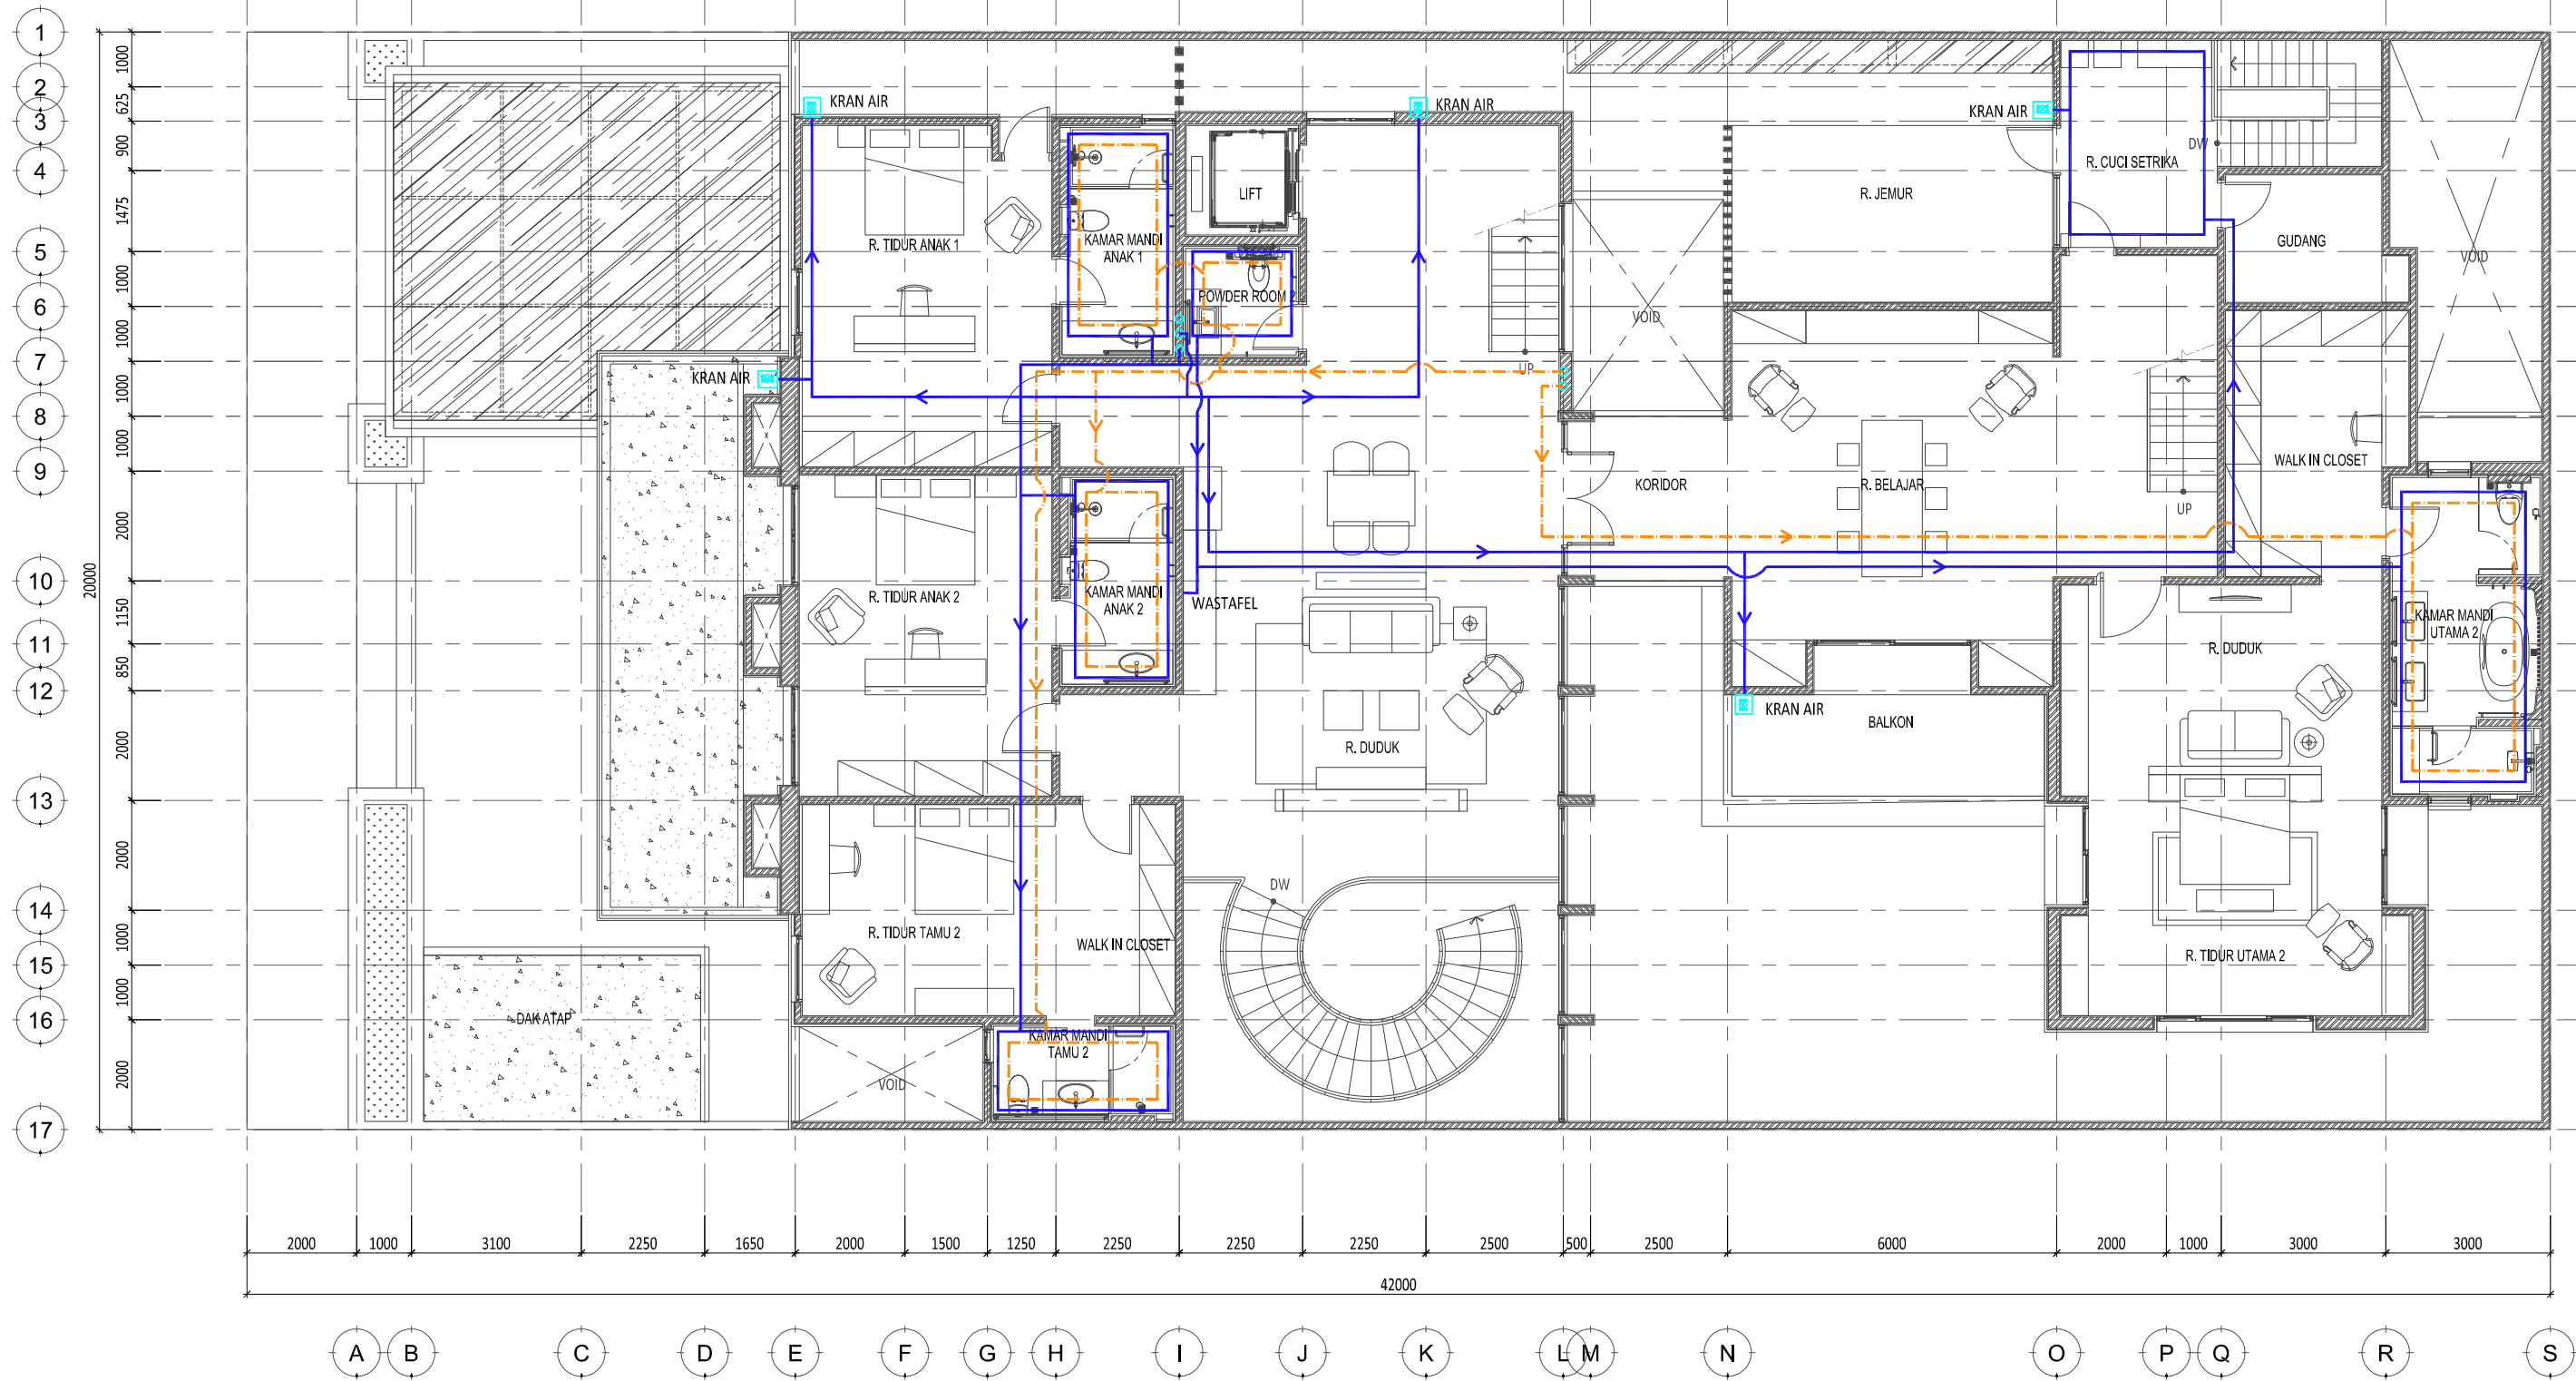 1
2
3
4
5
6
7
8
9
10
11
12
13
14
15
16
17
1000
625
900
1475
1000
1000
1000
1000
2000
1150
850
2000
2000
1000
1000
2000
20000
KRAN AIR
KRAN AIR
KRAN AIR
R. CUCI SETRIKA
DW
LIFT
R. JEMUR
R. TIDUR ANAK 1
KAMAR MANDI
ANAK 1
GUDANG
VOID
POWDER ROOM 2
VOID
KRAN AIR
UP
KORIDOR
R. BELAJAR
WALK IN CLOSET
UP
R. TIDUR ANAK 2
KAMAR MANDI
ANAK 2
WASTAFEL
KAMAR MANDI
UTAMA 2
R. DUDUK
KRAN AIR
BALKON
R. DUDUK
DW
R. TIDUR TAMU 2
WALK IN CLOSET
R. TIDUR UTAMA 2
DAK ATAP
KAMAR MANDI
TAMU 2
VOID
2000
1000
3100
2250
1650
2000
1500
1250
2250
2250
2250
2500
500
2500
6000
2000
1000
3000
3000
42000
A
B
C
D
E
F
G
H
I
J
K
L
M
N
O
P
Q
R
S